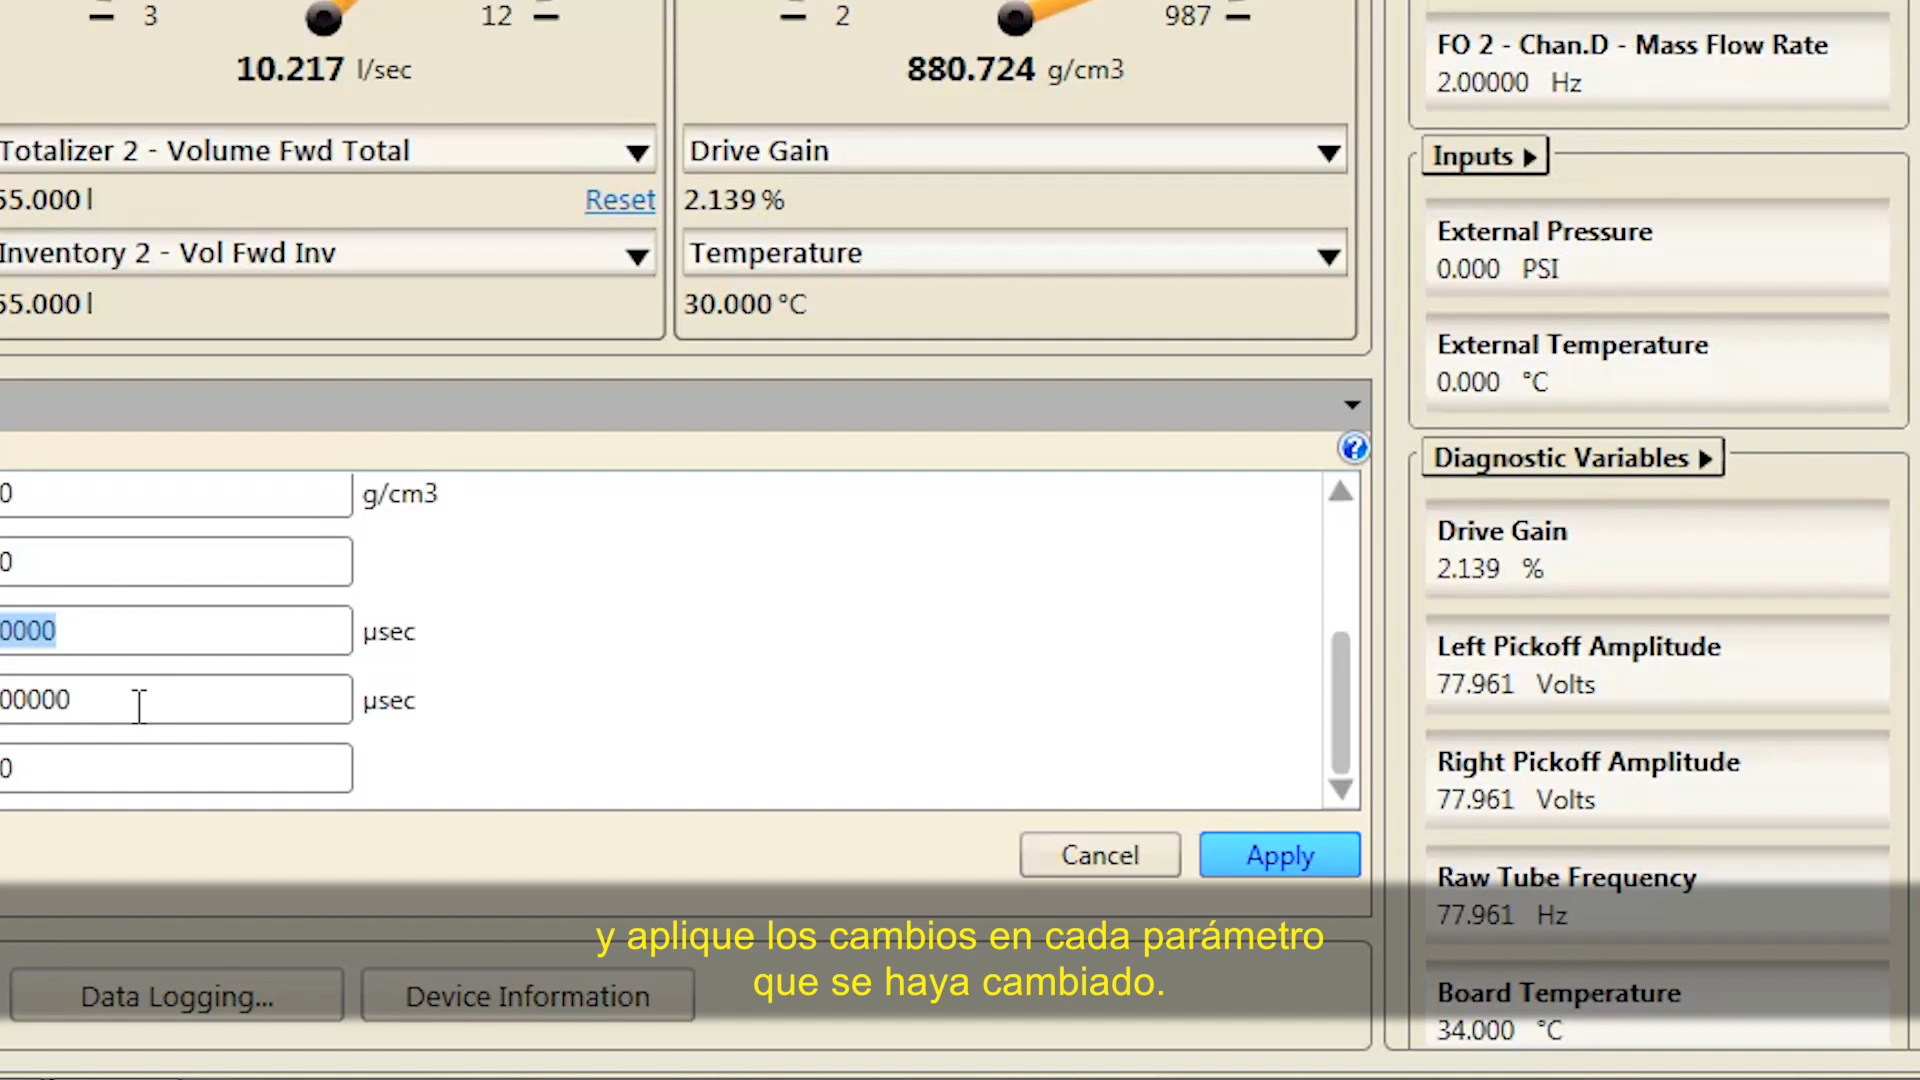 3
12
10.217 l/sec
Totalizer 2 - Volume Fwd Total
55.000 l
Reset
Inventory 2 - Vol Fwd Inv
55.000 l
2
987
880.724 g/cm3
Drive Gain
2.139 %
Temperature
30.000 °C
FO 2 - Chan.D - Mass Flow Rate
2.00000 Hz
Inputs
External Pressure
0.000 PSI
External Temperature
0.000 °C
Diagnostic Variables
Drive Gain
2.139 %
Left Pickoff Amplitude
77.961 Volts
Right Pickoff Amplitude
77.961 Volts
Raw Tube Frequency
77.961 Hz
Board Temperature
34.000 °C
0 g/cm3
0
0000 µsec
00000 µsec
0
Cancel
Apply
Data Logging...
Device Information
y aplique los cambios en cada parámetro
que se haya cambiado.